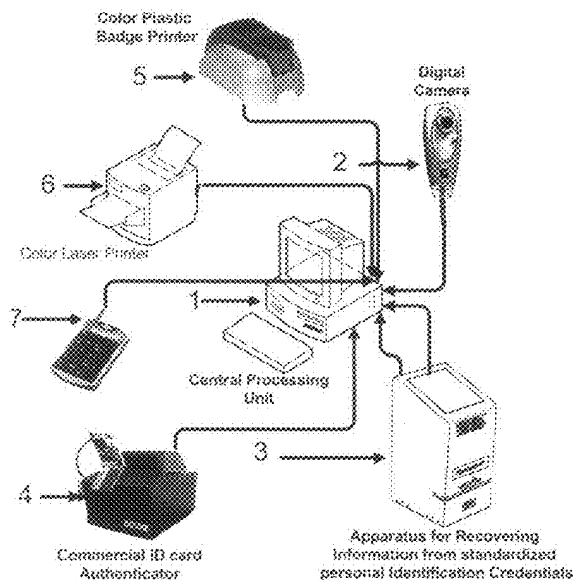 Color Plastic
Badge Printer
5
Digital
Camera
2
6
Color Laser Printer
1
7
Central Processing
Unit
3
4
Commercial ID card
Authenticator
Apparatus for Recovering
Information from standardized
personal Identification Credentials